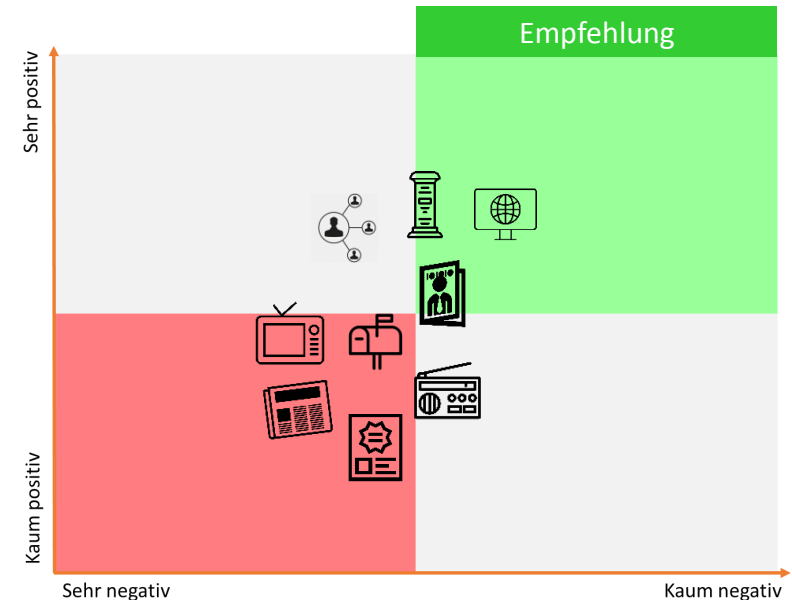 Empfehlung
Sehr positiv
Kaum positiv
Sehr negativ
Kaum negativ